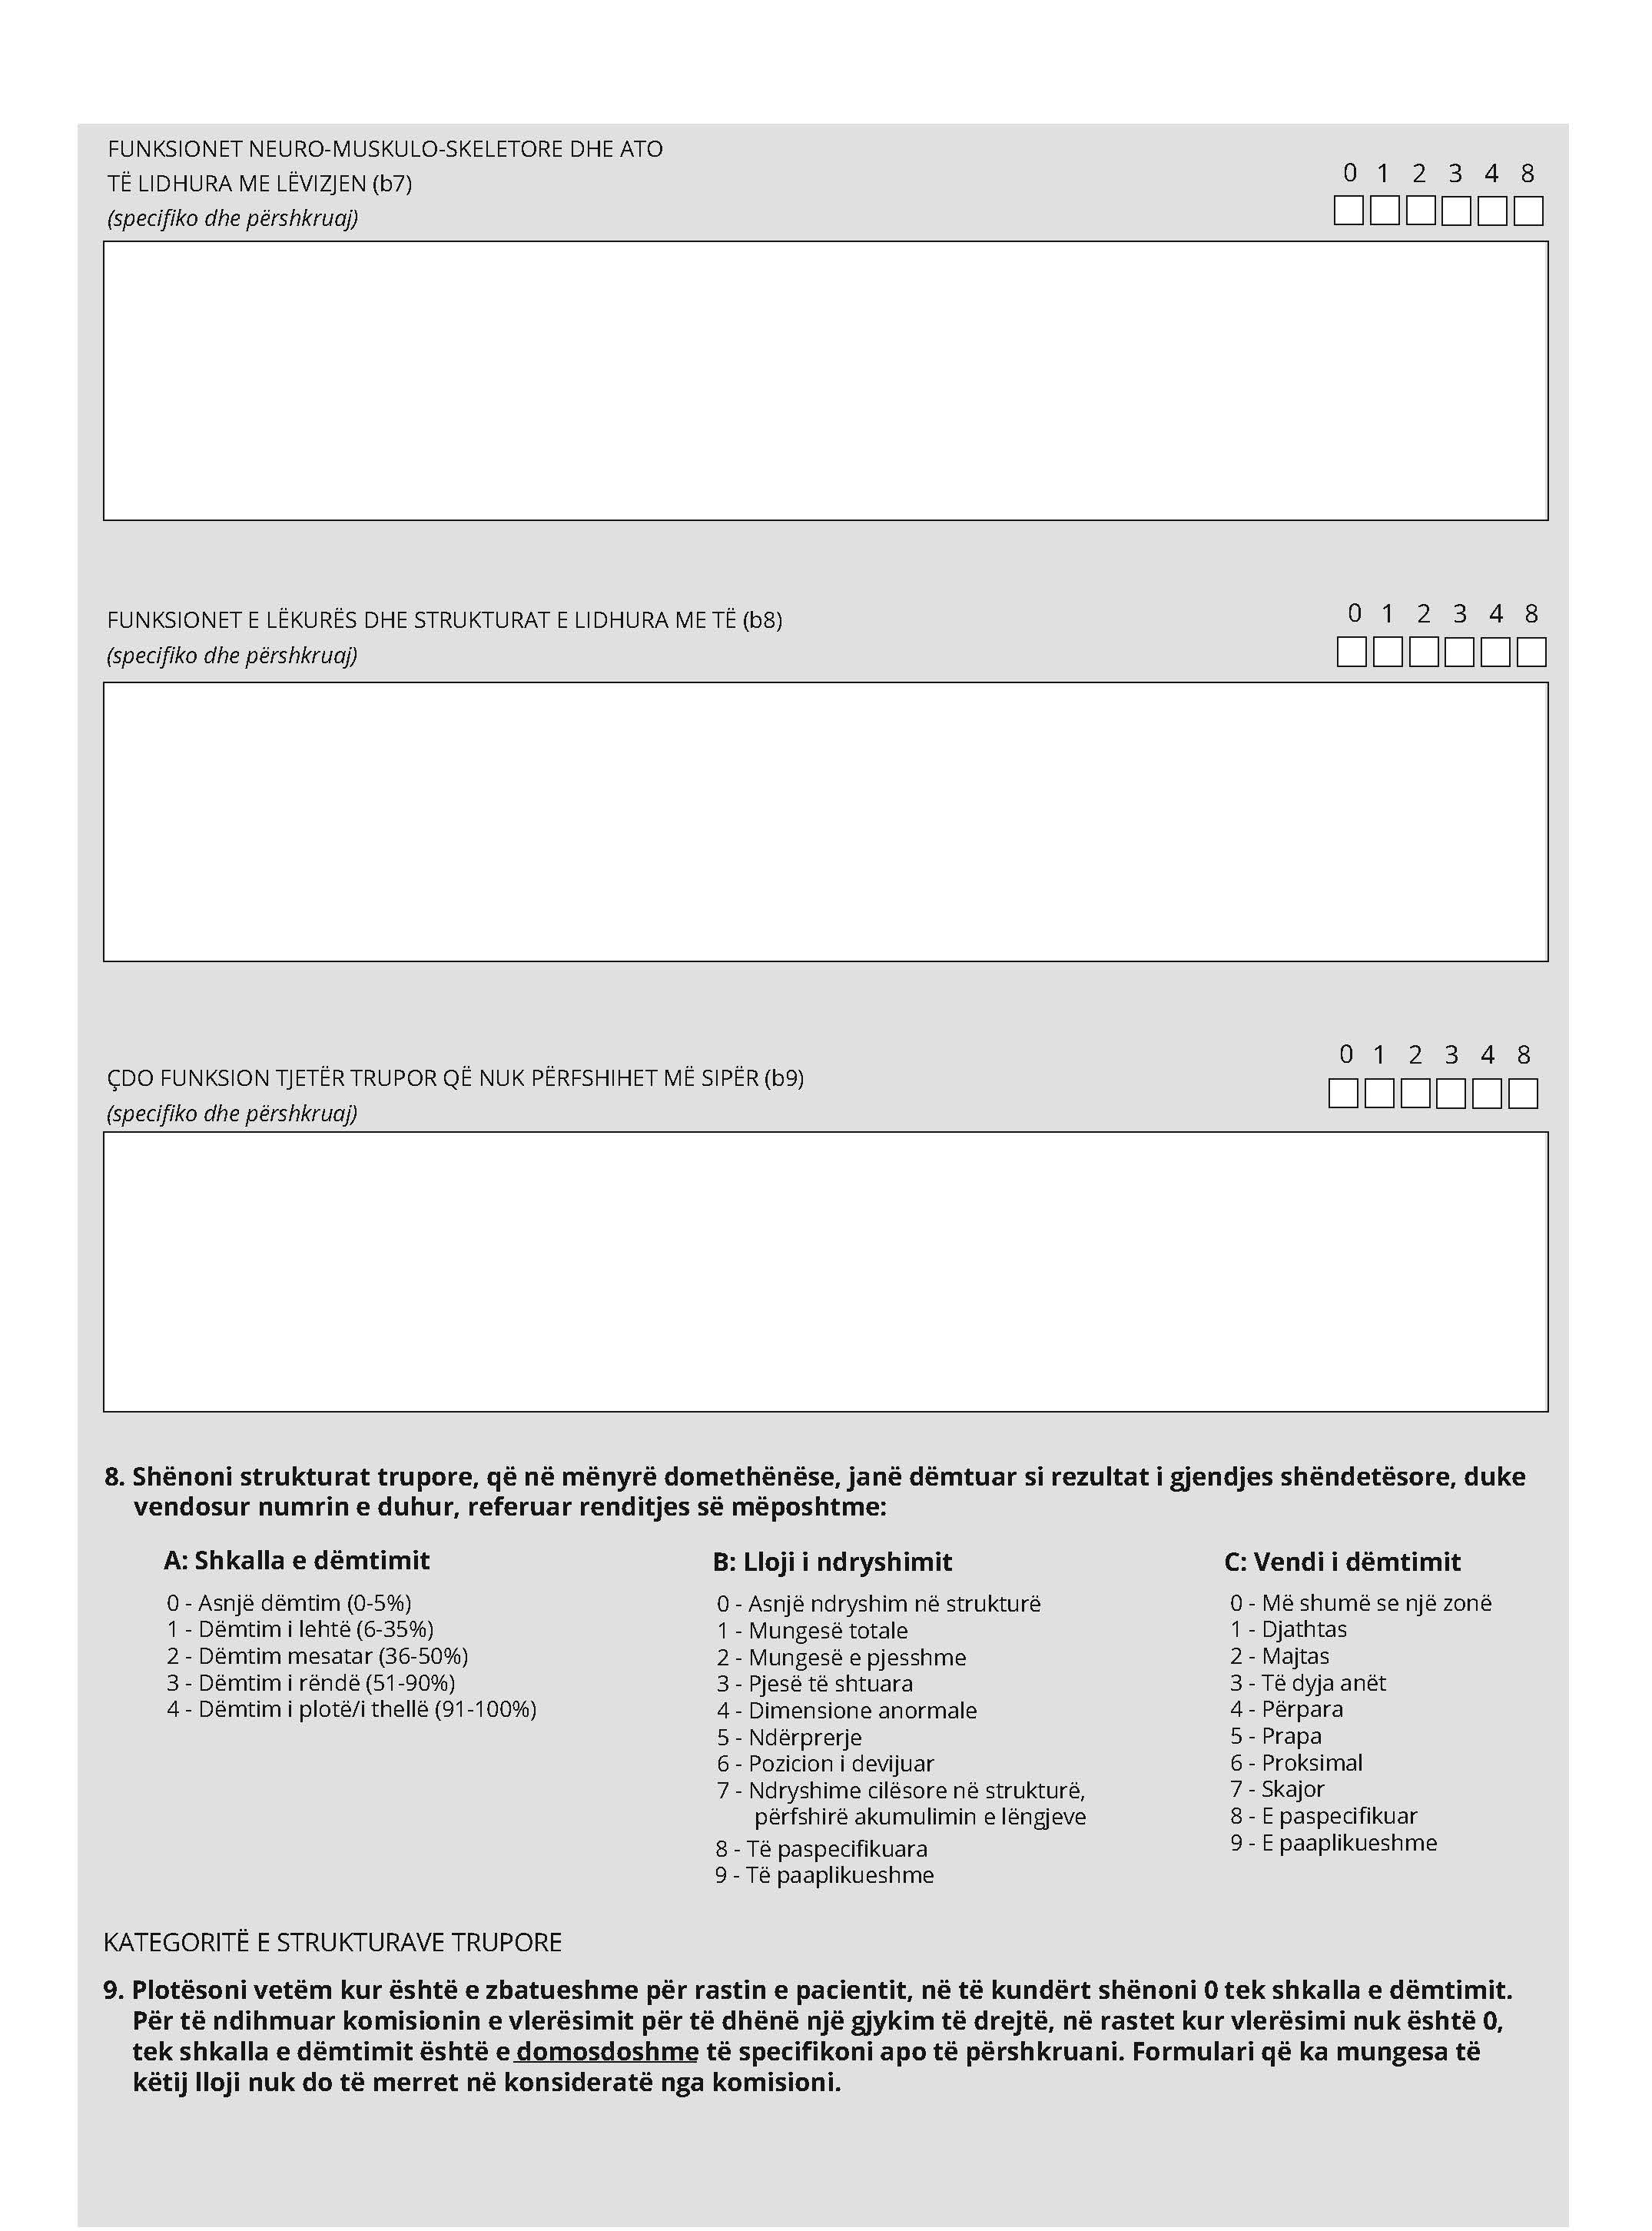 FUNKSIONET NEURO-MUSKULO-SKELETORE DHE ATO
TË LIDHURA ME LËVIZJEN (b7)
(specifiko dhe përshkruaj)
0 1 2 3 4 8
FUNKSIONET E LËKURËS DHE STRUKTURAT E LIDHURA ME TË (b8)
(specifiko dhe përshkruaj)
0 1 2 3 4 8
ÇDO FUNKSION TJETËR TRUPOR QË NUK PËRFSHIHET MË SIPËR (b9)
(specifiko dhe përshkruaj)
0 1 2 3 4 8
8. Shënoni strukturat trupore, që në mënyrë domethënëse, janë dëmtuar si rezultat i gjendjes shëndetësore, duke
vendosur numrin e duhur, referuar renditjes së mëposhtme:
A: Shkalla e dëmtimit
0 - Asnjë dëmtim (0-5%)
1 - Dëmtim i lehtë (6-35%)
2 - Dëmtim mesatar (36-50%)
3 - Dëmtim i rëndë (51-90%)
4 - Dëmtim i plotë/i thellë (91-100%)
B: Lloji i ndryshimit
0 - Asnjë ndryshim në strukturë
1 - Mungesë totale
2 - Mungesë e pjesshme
3 - Pjesë të shtuara
4 - Dimensione anormale
5 - Ndërprerje
6 - Pozicion i devijuar
7 - Ndryshime cilësore në strukturë,
përfshirë akumulimin e lëngjeve
8 - Të paspecifikuara
9 - Të paaplikueshme
C: Vendi i dëmtimit
0 - Më shumë se një zonë
1 - Djathtas
2 - Majtas
3 - Të dyja anët
4 - Përpara
5 - Prapa
6 - Proksimal
7 - Skajor
8 - E paspecifikuar
9 - E paaplikueshme
KATEGORITË E STRUKTURAVE TRUPORE
9. Plotësoni vetëm kur është e zbatueshme për rastin e pacientit, në të kundërt shënoni 0 tek shkalla e dëmtimit.
Për të ndihmuar komisionin e vlerësimit për të dhënë një gjykim të drejtë, në rastet kur vlerësimi nuk është 0,
tek shkalla e dëmtimit është e domosdoshme të specifikoni apo të përshkruani. Formulari që ka mungesa të
këtij lloji nuk do të merret në konsideratë nga komisioni.